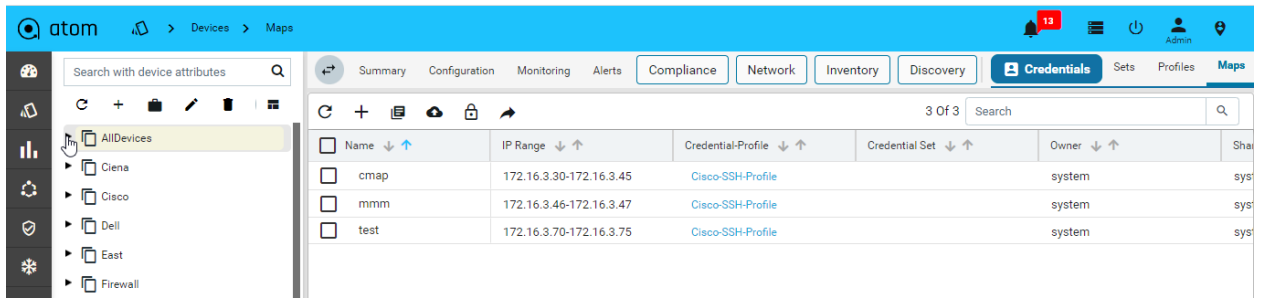 atom > Devices > Maps 13 Admin
Search with device attributes
Summary Configuration Monitoring Alerts Compliance Network Inventory Discovery Credentials Sets Profiles Maps
3 Of 3 Search
AllDevices
Ciena
Cisco
Dell
East
Firewall
Name IP Range Credential-Profile Credential Set Owner Shar
cmap 172.16.3.30-172.16.3.45 Cisco-SSH-Profile system syst
mmm 172.16.3.46-172.16.3.47 Cisco-SSH-Profile system syst
test 172.16.3.70-172.16.3.75 Cisco-SSH-Profile system syst